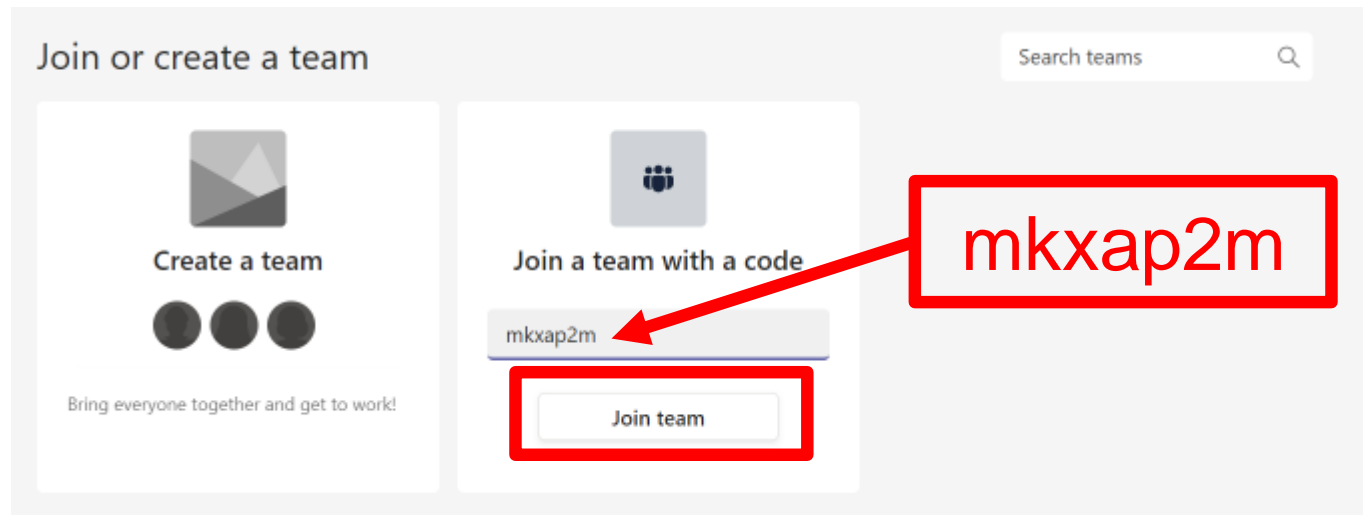 Join or create a team
Search teams
Create a team
Bring everyone together and get to work!
Join a team with a code
mkxap2m
Join team
mkxap2m